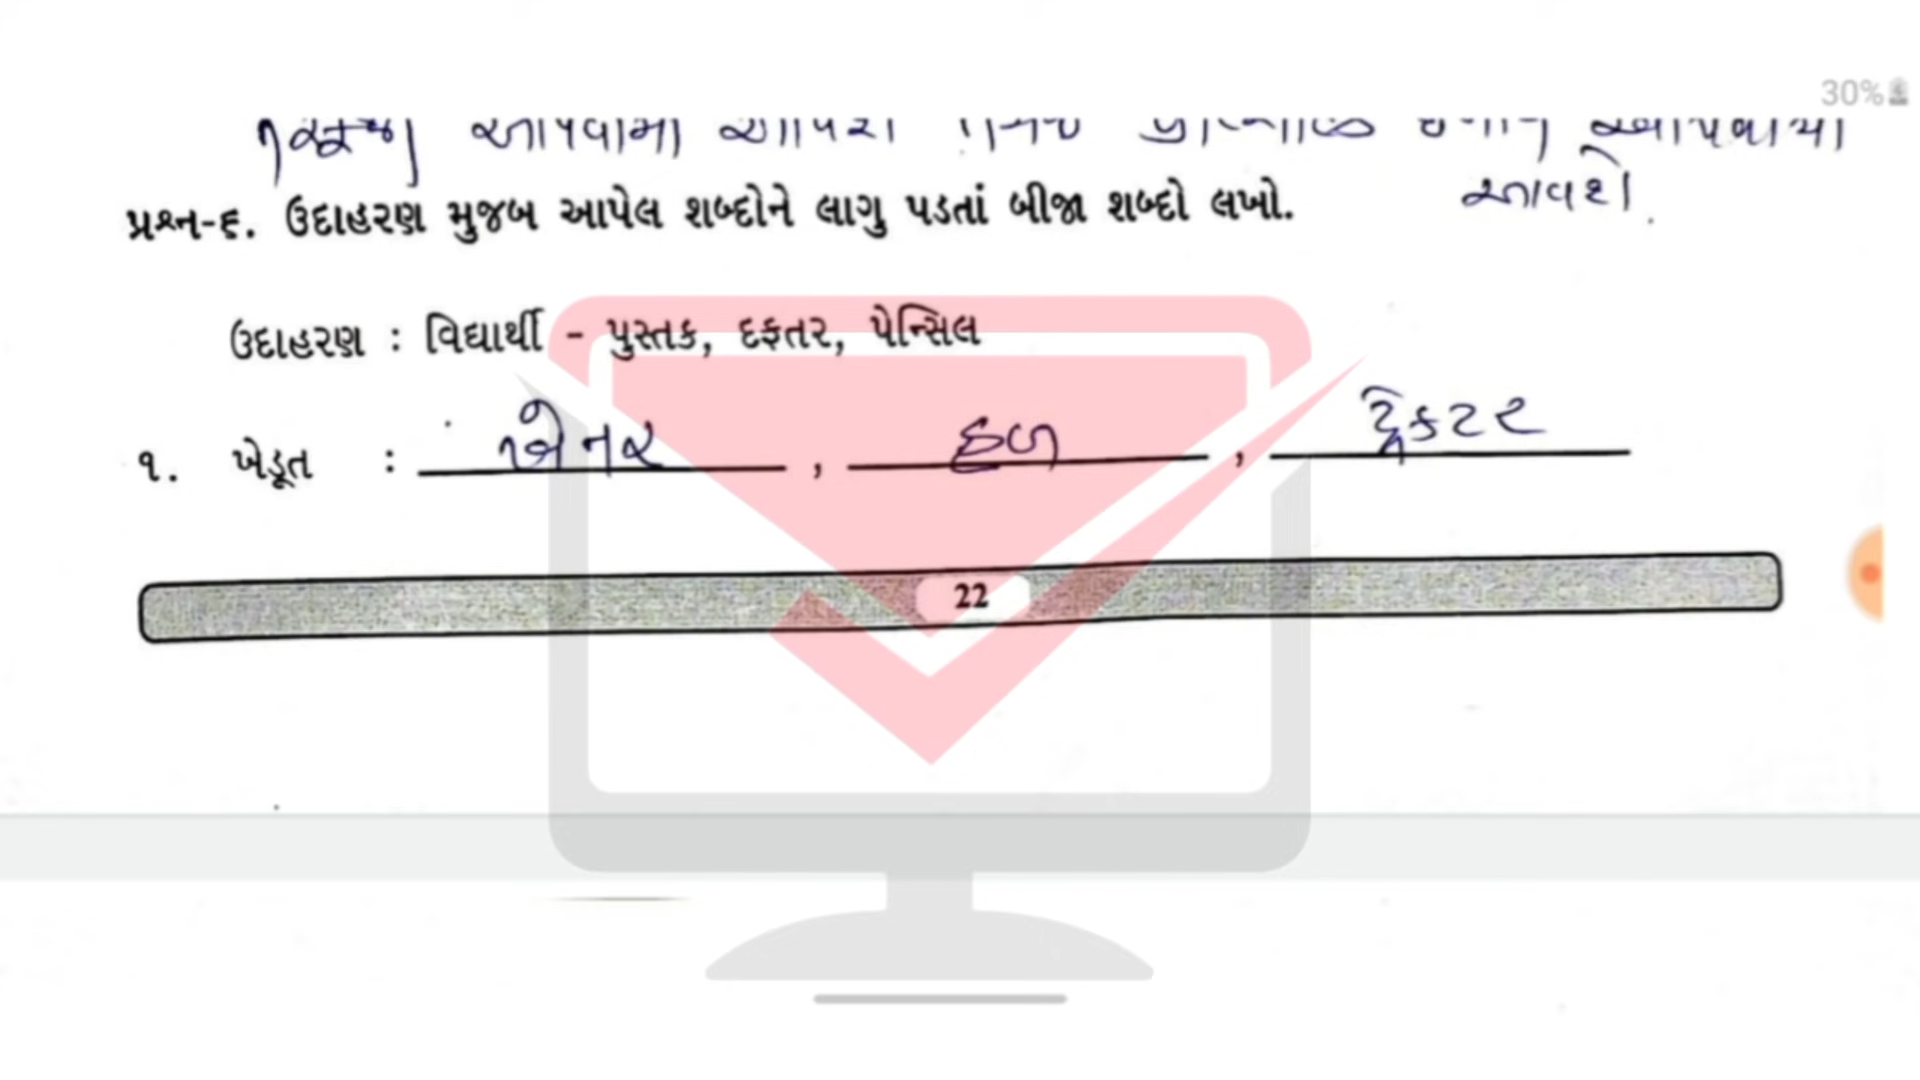 30%
આપવામાં
આવશે.
પ્રશ્ન-૬. ઉદાહરણ મુજબ આપેલ શબ્દોને લાગુ પડતાં બીજા શબ્દો લખો.
ઉદાહરણ : વિદ્યાર્થી - પુસ્તક, દફતર, પેન્સિલ
૧. ખેડૂત : , હળ , ટ્રેક્ટર
22